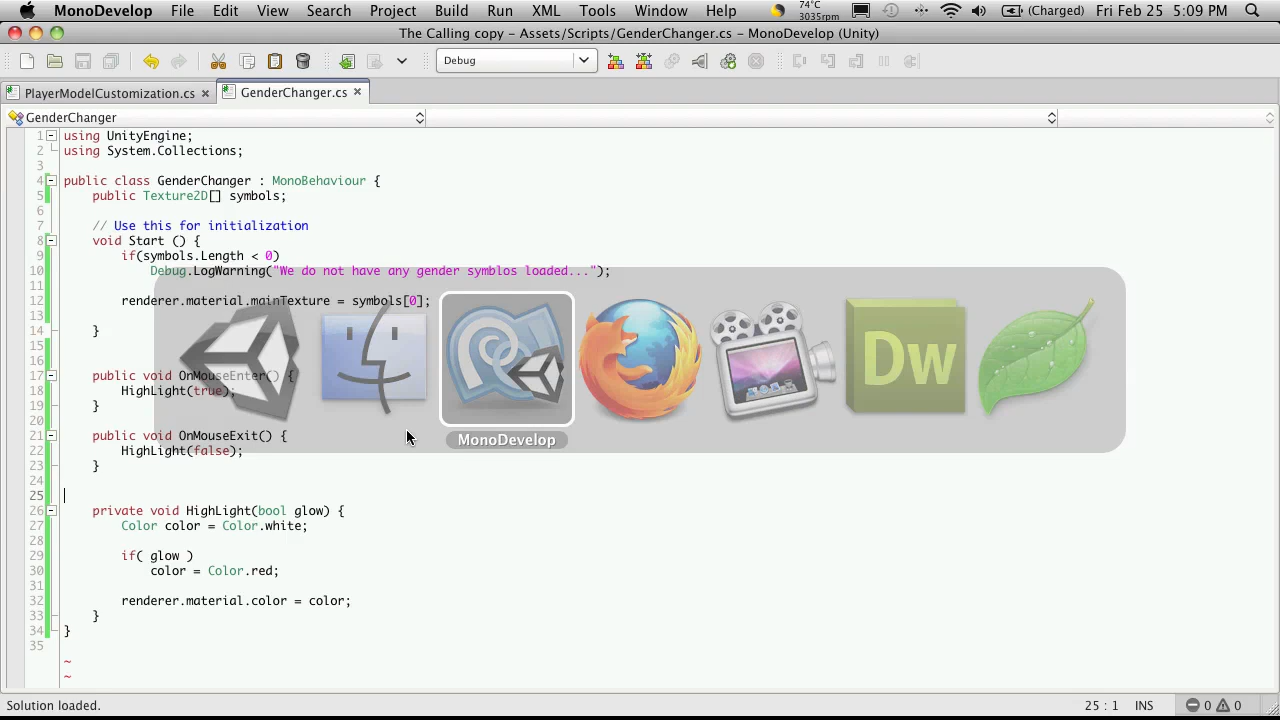 MonoDevelop File Edit View Search Project Build Run XML Tools Window Help 74°C 3035rpm (Charged) Fri Feb 25 5:09 PM
The Calling copy – Assets/Scripts/GenderChanger.cs – MonoDevelop (Unity)
Debug
PlayerModelCustomization.cs GenderChanger.cs
GenderChanger
1 using UnityEngine;
2 using System.Collections;
3
4 public class GenderChanger : MonoBehaviour {
5 public Texture2D[] symbols;
6
7 // Use this for initialization
8 void Start () {
9 if(symbols.Length < 0)
10 Debug.LogWarning("We do not have any gender symblos loaded...");
11
12 renderer.material.mainTexture = symbols[0];
13
14 }
15
16
17 public void OnMouseEnter() {
18 HighLight(true);
19 }
20
21 public void OnMouseExit() {
22 HighLight(false);
23 }
24
25
26 private void HighLight(bool glow) {
27 Color color = Color.white;
28
29 if( glow )
30 color = Color.red;
31
32 renderer.material.color = color;
33 }
34 }
35
~
~
Dw
MonoDevelop
Solution loaded. 25 : 1 INS 0 0